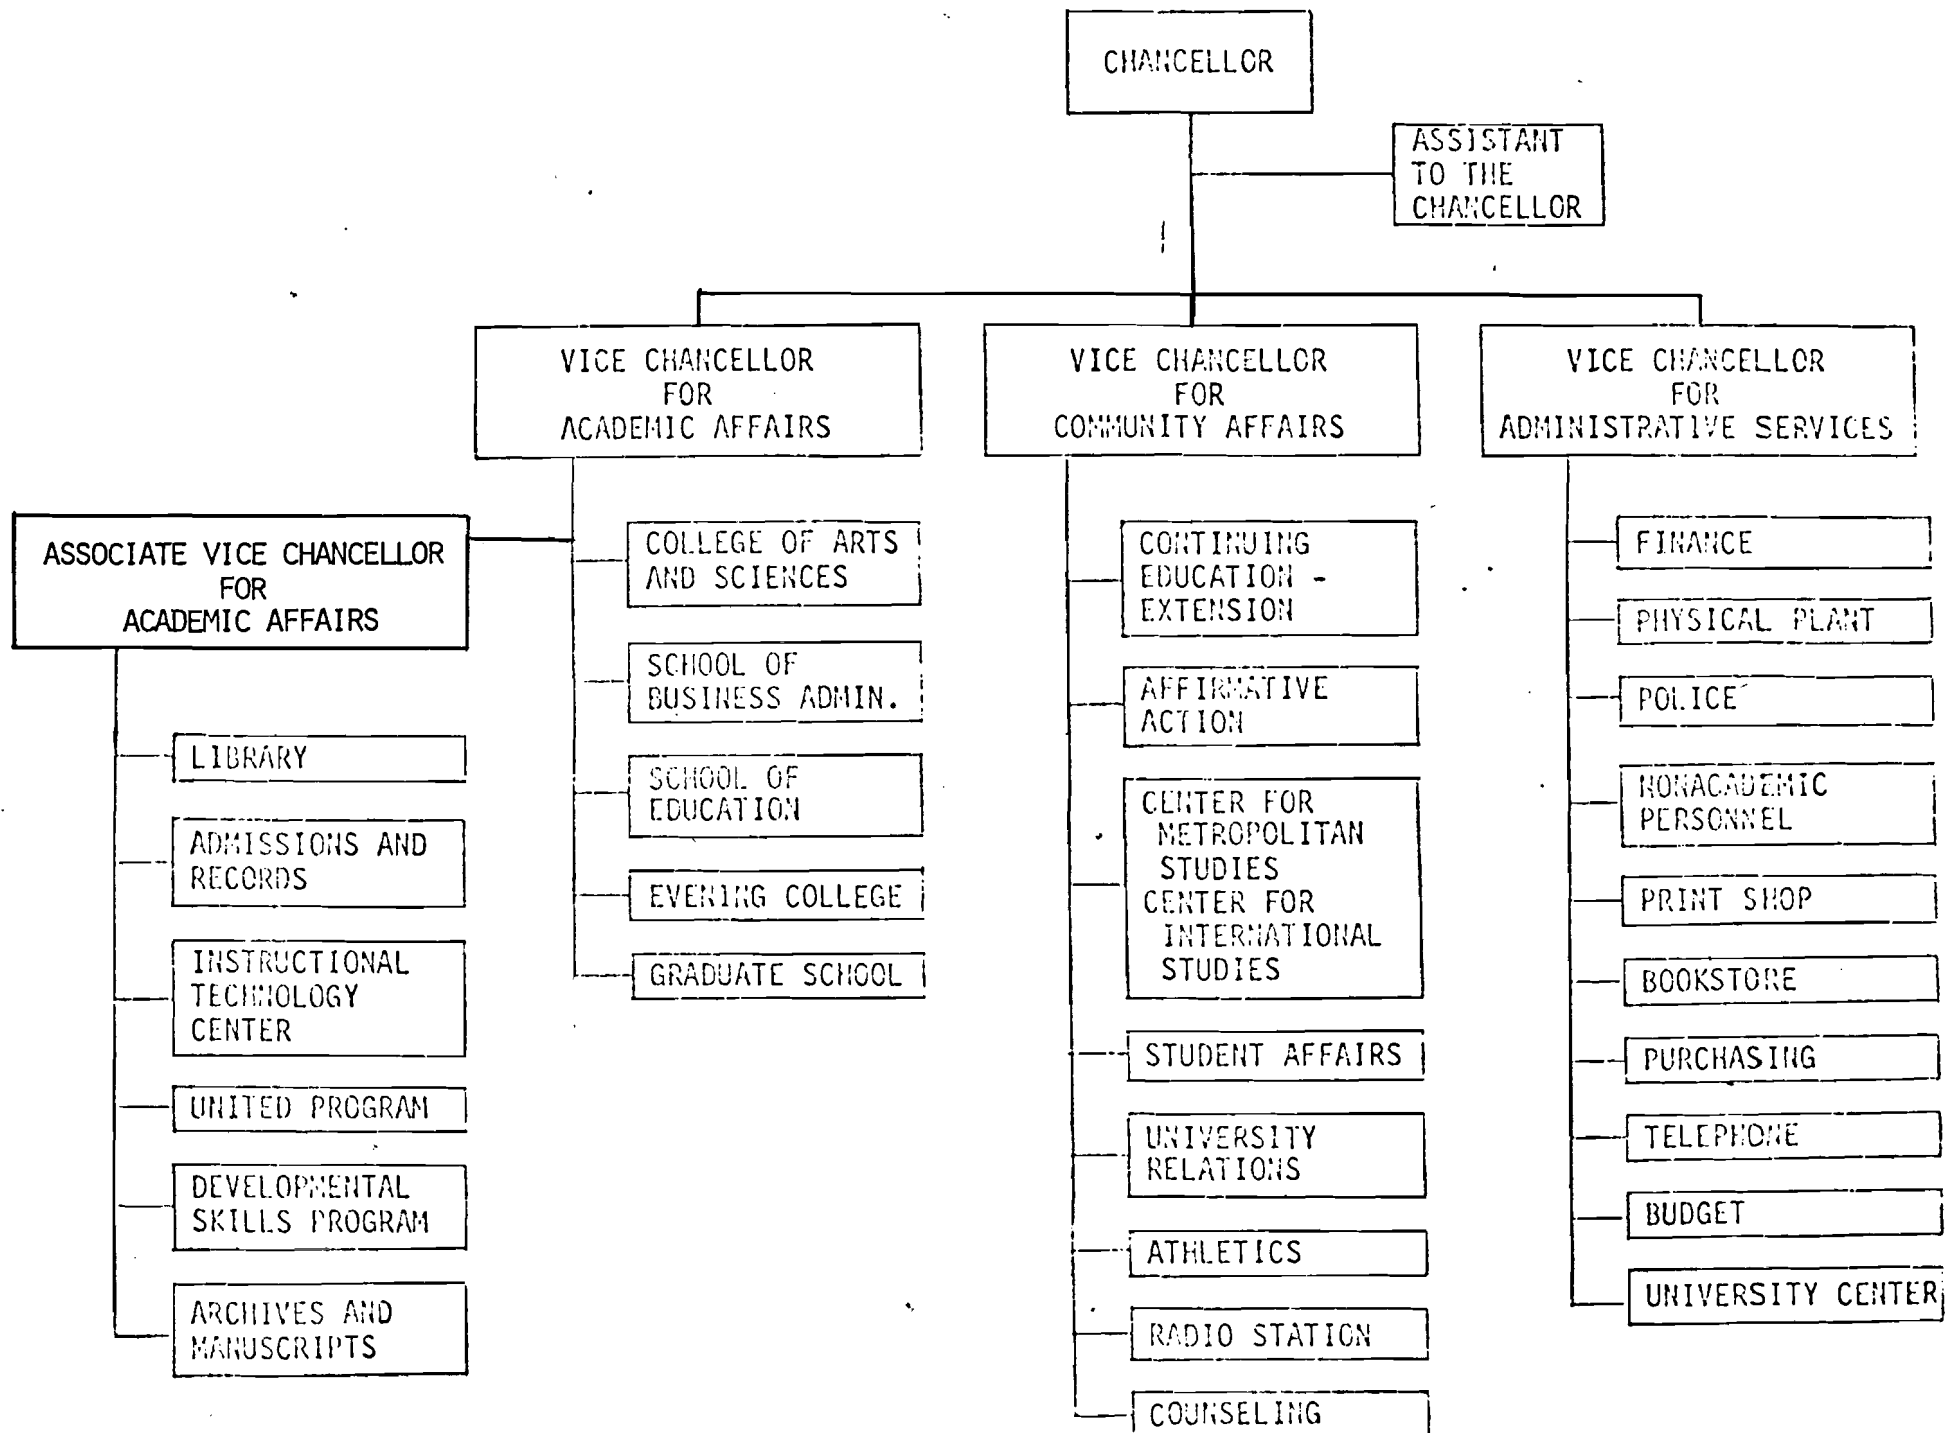 CHANCELLOR
ASSISTANT
TO THE
CHANCELLOR
VICE CHANCELLOR
FOR
ACADEMIC AFFAIRS
VICE CHANCELLOR
FOR
COMMUNITY AFFAIRS
VICE CHANCELLOR
FOR
ADMINISTRATIVE SERVICES
ASSOCIATE VICE CHANCELLOR
FOR
ACADEMIC AFFAIRS
LIBRARY
ADMISSIONS AND
RECORDS
INSTRUCTIONAL
TECHNOLOGY
CENTER
UNITED PROGRAM
DEVELOPMENTAL
SKILLS PROGRAM
ARCHIVES AND
MANUSCRIPTS
COLLEGE OF ARTS
AND SCIENCES
SCHOOL OF
BUSINESS ADMIN.
SCHOOL OF
EDUCATION
EVENING COLLEGE
GRADUATE SCHOOL
CONTINUING
EDUCATION -
EXTENSION
AFFIRMATIVE
ACTION
CENTER FOR
METROPOLITAN
STUDIES
CENTER FOR
INTERNATIONAL
STUDIES
STUDENT AFFAIRS
UNIVERSITY
RELATIONS
ATHLETICS
RADIO STATION
COUNSELING
FINANCE
PHYSICAL PLANT
POLICE
NONACADEMIC
PERSONNEL
PRINT SHOP
BOOKSTORE
PURCHASING
TELEPHONE
BUDGET
UNIVERSITY CENTER